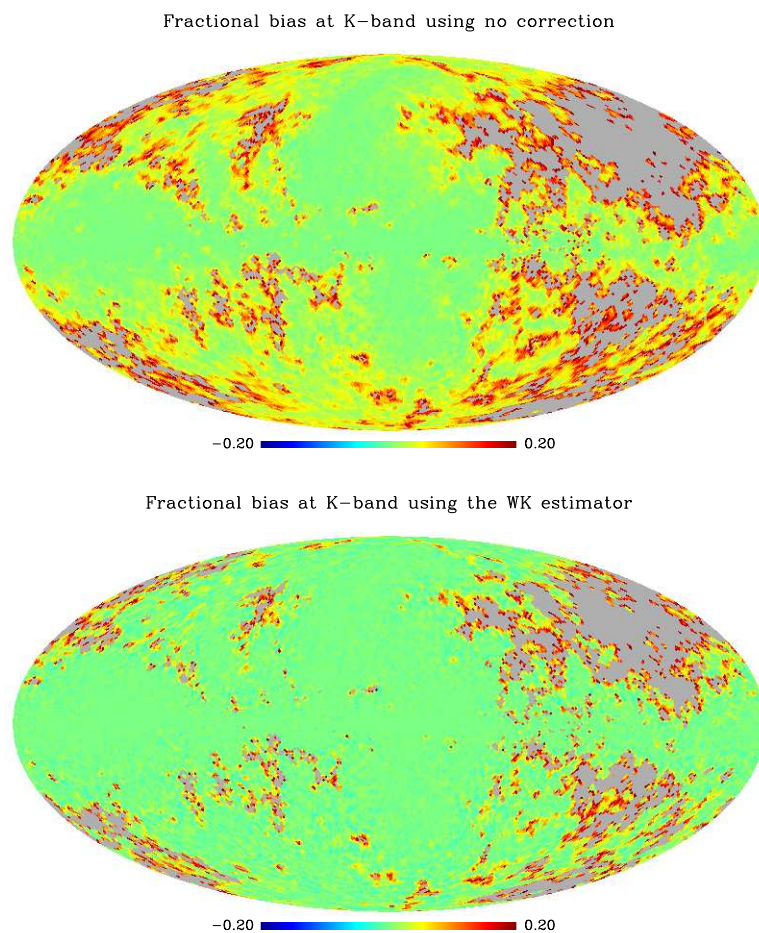 Fractional bias at K−band using no correction
−0.20 0.20
Fractional bias at K−band using the WK estimator
−0.20 0.20